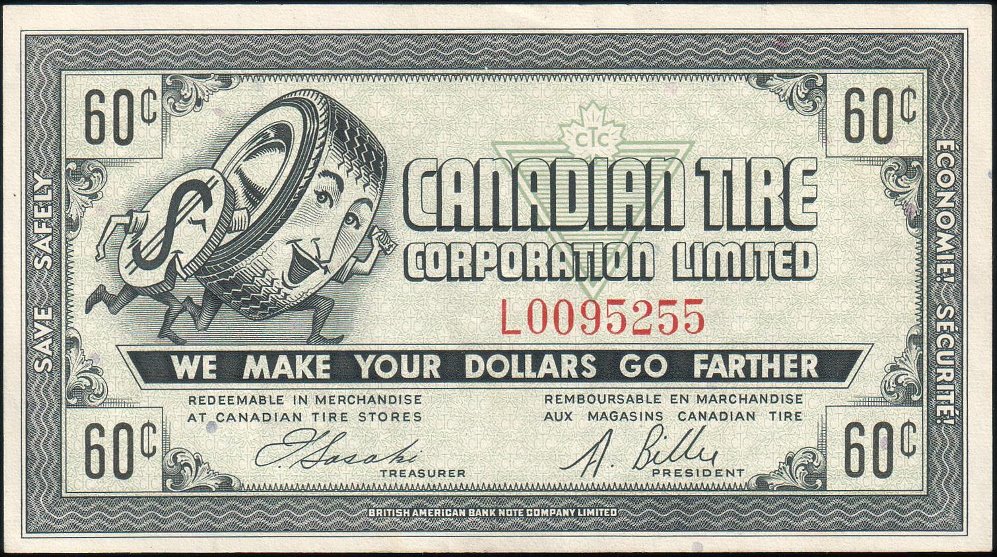 60¢
60¢
CTC
$
CANADIAN TIRE
CORPORATION LIMITED
L0095255
WE MAKE YOUR DOLLARS GO FARTHER
SAVE SAFELY
ÉCONOMIE SÉCURITÉ!
REDEEMABLE IN MERCHANDISE
AT CANADIAN TIRE STORES
REMBOURSABLE EN MARCHANDISE
AUX MAGASINS CANADIAN TIRE
60¢
60¢
TREASURER
A. Billes
PRESIDENT
BRITISH AMERICAN BANK NOTE COMPANY LIMITED